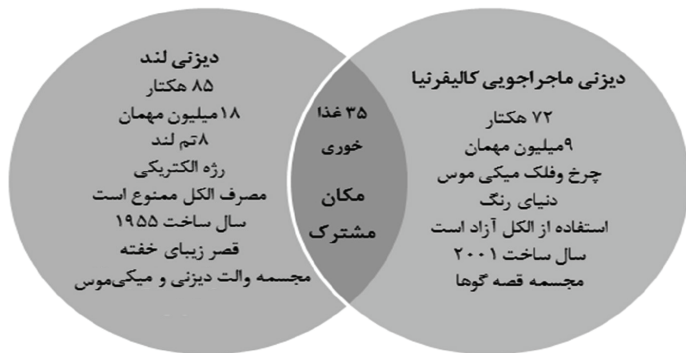 دیزنی لند
۸۵ هکتار
۱۸میلیون مهمان
۸تم لند
رژه الکتریکی
مصرف الکل ممنوع است
سال ساخت ۱۹۵۵
قصر زیبای خفته
مجسمه والت دیزنی و میکی‌موس
۳۵ غذا
خوری
مکان
مشترک
دیزنی ماجراجویی کالیفرنیا
۷۲ هکتار
۹میلیون مهمان
چرخ وفلک میکی موس
دنیای رنگ
استفاده از الکل آزاد است
سال ساخت ۲۰۰۱
مجسمه قصه گوها